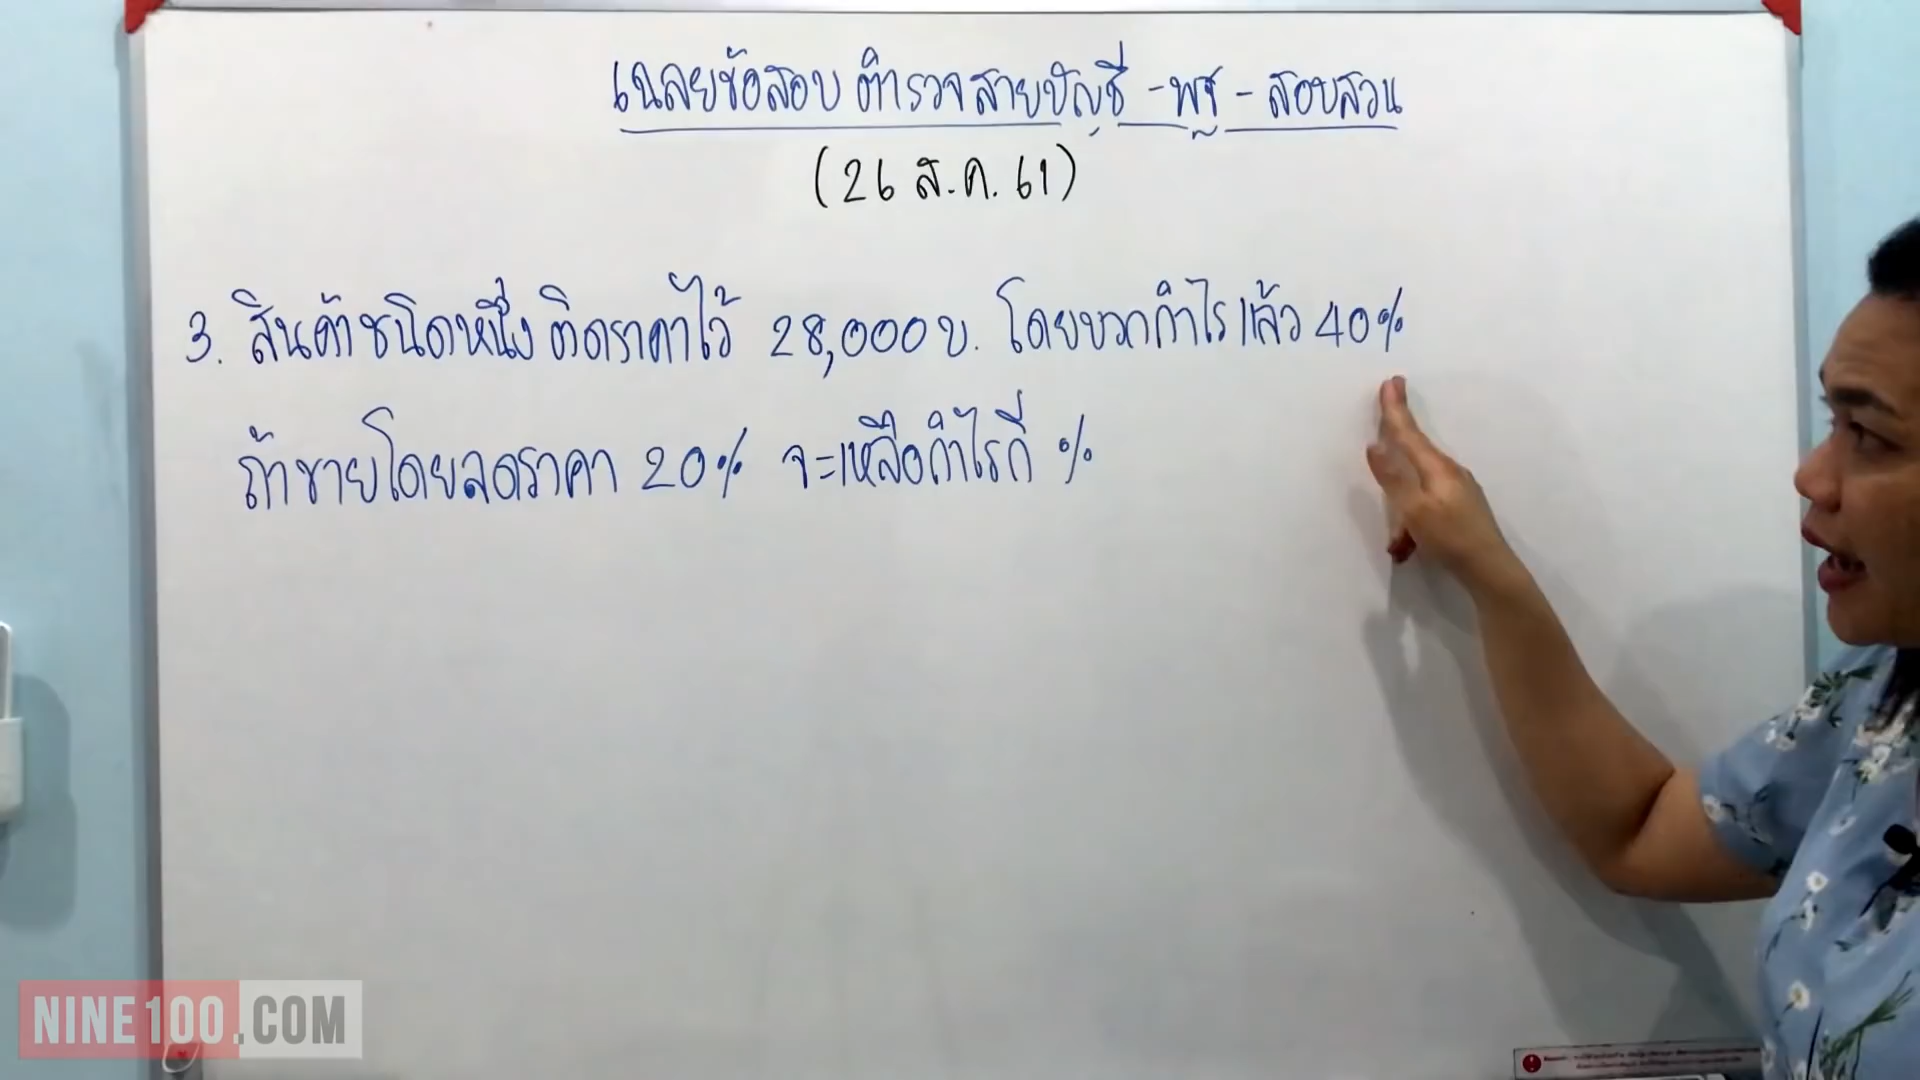 เฉลยข้อสอบ ตำรวจสายบัญชี - พฐ - สอบสวน
(26 ส.ค. 61)
3. สินค้าชนิดหนึ่ง ติดราคาไว้ 28,000 บ. โดยบวกกำไรแล้ว 40%
ถ้าขายโดยลดราคา 20% จะเหลือกำไรกี่ %
NINE100.COM